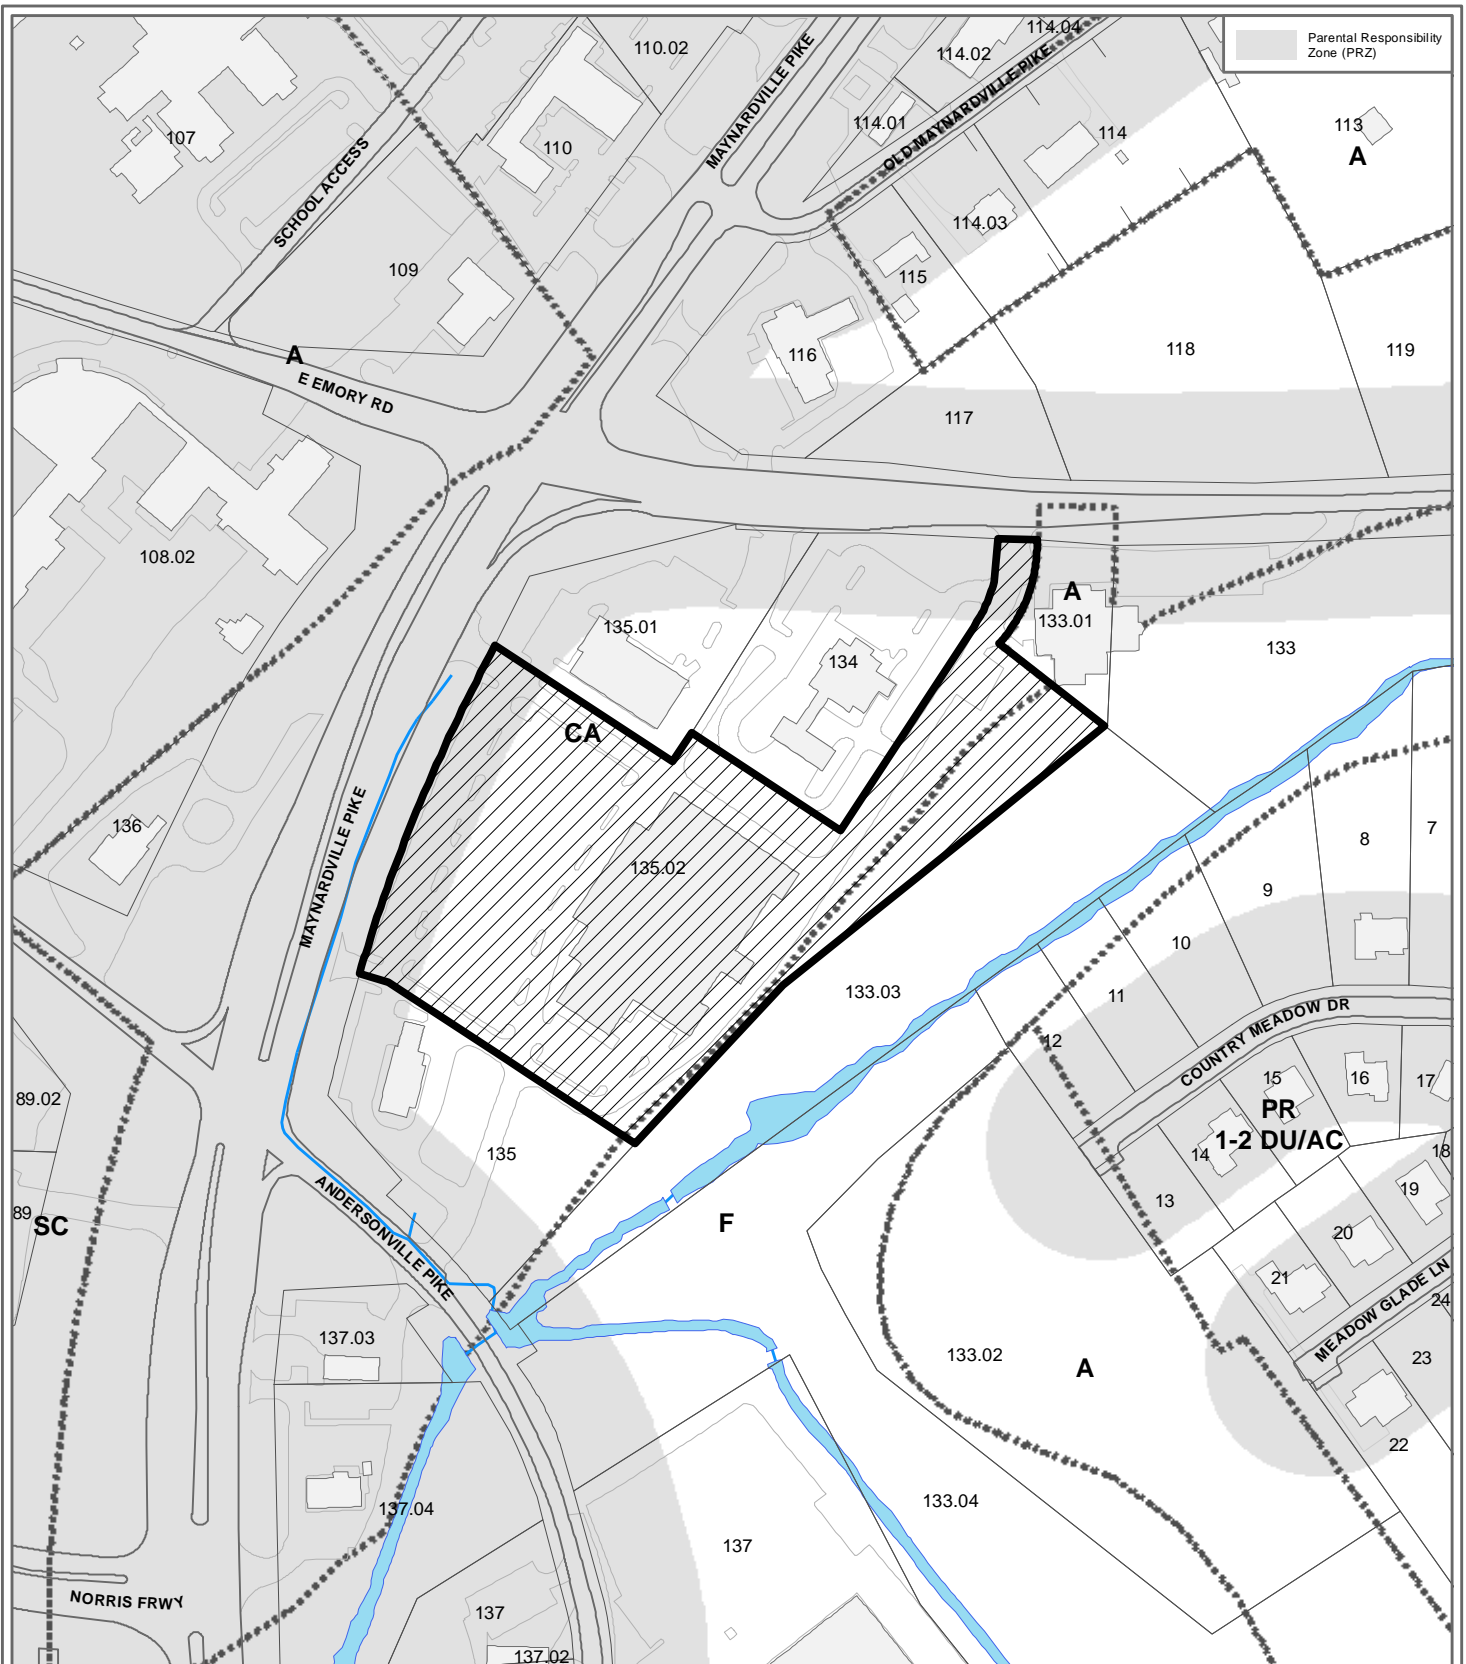 Parental Responsibility
Zone (PRZ)
114.04
110.02
114.02
MAYNARDVILLE PIKE
OLD MAYNARDVILLE PIKE
107
110
114.01
114
113
A
SCHOOL ACCESS
109
114.03
115
116
118
119
A
E EMORY RD
117
108.02
A
133.01
135.01
134
133
CA
136
MAYNARDVILLE PIKE
135.02
8
7
9
10
11
133.03
12
COUNTRY MEADOW DR
15
16
17
89.02
PR
1-2 DU/AC
14
18
135
13
19
89
SC
ANDERSONVILLE PIKE
F
20
21
MEADOW GLADE LN
24
137.03
133.02
A
23
22
137.04
133.04
137
NORRIS FRWY
137
137.02